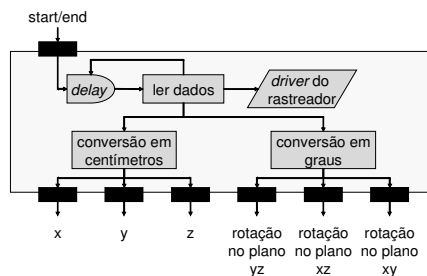 start/end
delay
ler dados
driver do
rastreador
conversão em
centímetros
conversão em
graus
x
y
z
rotação
no plano
yz
rotação
no plano
xz
rotação
no plano
xy